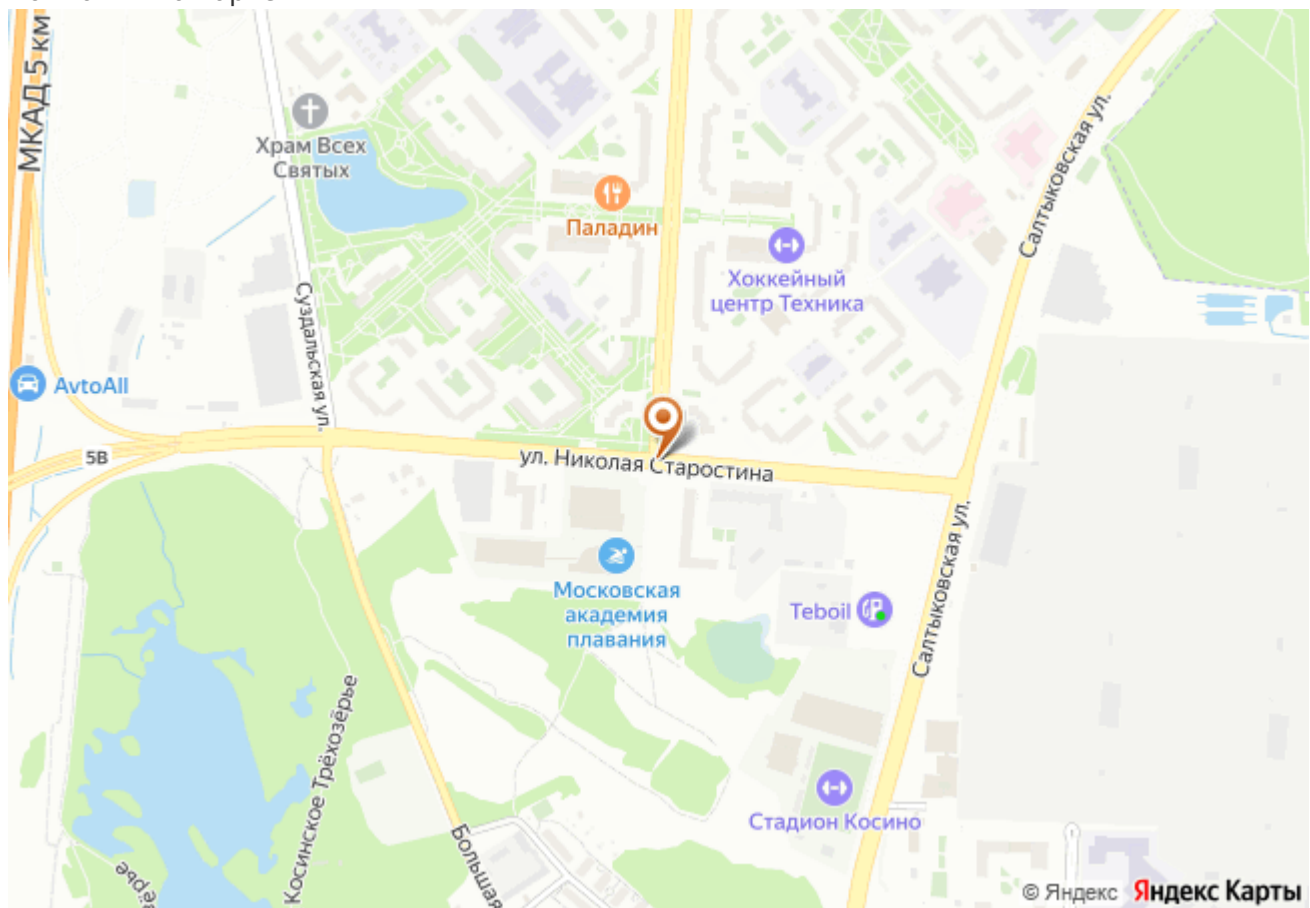 МКАД 5 км
Храм Всех
Святых
Паладин
Хоккейный
центр Техника
Салтыковская ул.
Суздальская ул.
AvtoAll
5В
ул. Николая Старостина
Московская
академия
плавания
Teboil
Салтыковская ул.
Косинское Трёхозёрье
Стадион Косино
Большая
© Яндекс Яндекс Карты